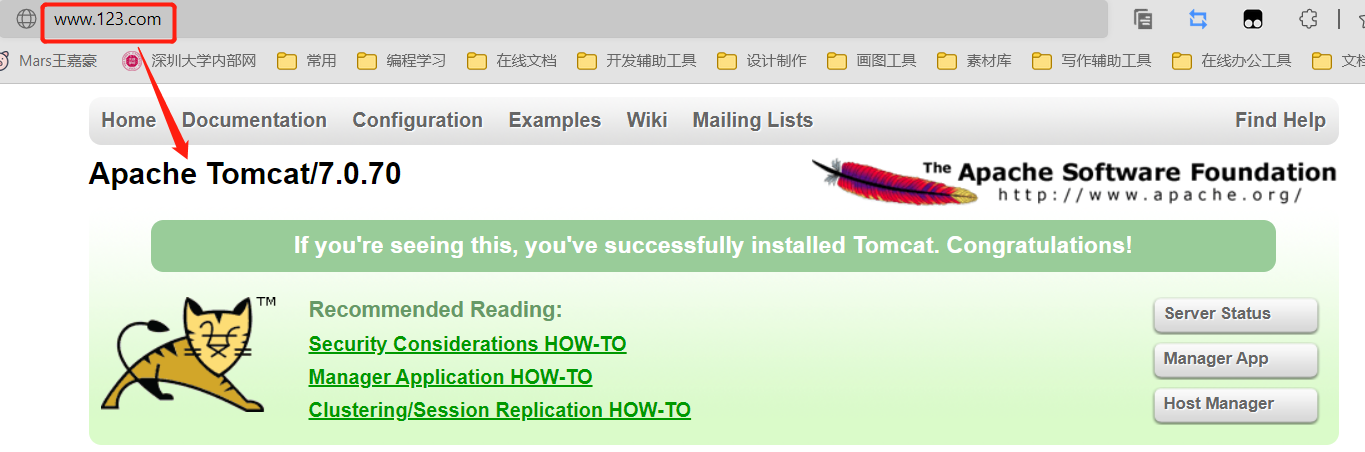 www.123.com
Mars王嘉豪 深圳大学内部网 常用 编程学习 在线文档 开发辅助工具 设计制作 画图工具 素材库 写作辅助工具 在线办公工具 文档
Home Documentation Configuration Examples Wiki Mailing Lists Find Help
Apache Tomcat/7.0.70
The Apache Software Foundation
http://www.apache.org/
If you're seeing this, you've successfully installed Tomcat. Congratulations!
TM
Recommended Reading:
Security Considerations HOW-TO
Manager Application HOW-TO
Clustering/Session Replication HOW-TO
Server Status
Manager App
Host Manager